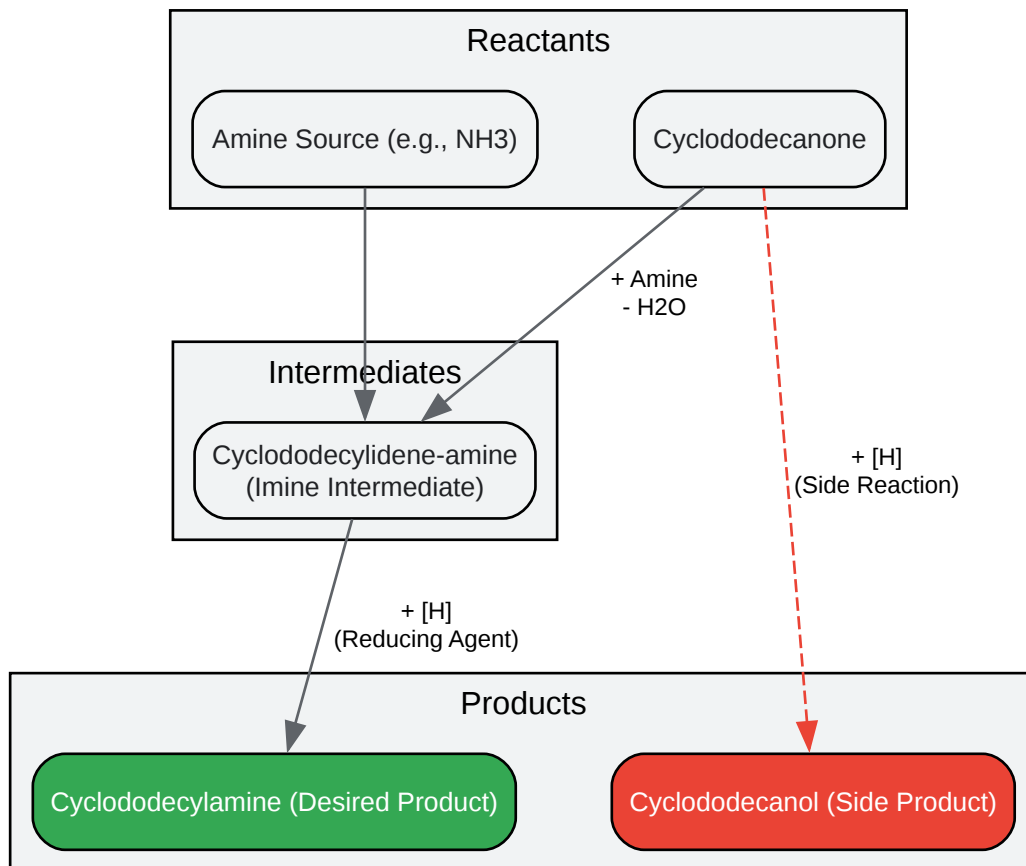 Reactants
Amine Source (e.g., NH3)
Cyclododecanone
+ Amine
- H2O
Intermediates
Cyclododecylidene-amine
(Imine Intermediate)
+ [H]
(Side Reaction)
+ [H]
(Reducing Agent)
Products
Cyclododecylamine (Desired Product)
Cyclododecanol (Side Product)